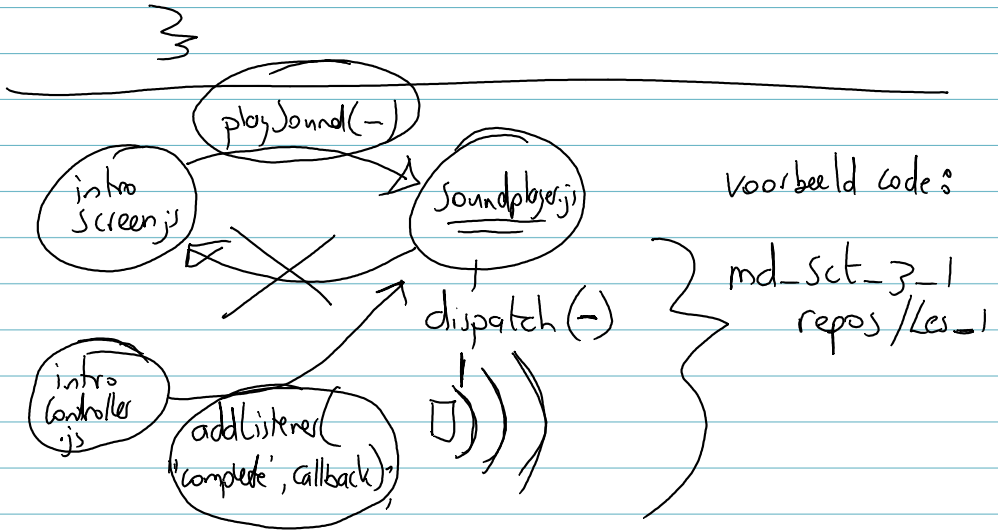 }
playSound(-)
intro
screen.js
soundplayer.js
voorbeeld code:
md_sct_3_1
repos/Les_1
dispatch(-)
intro
controller
.js
addListener(
"complete', callback);